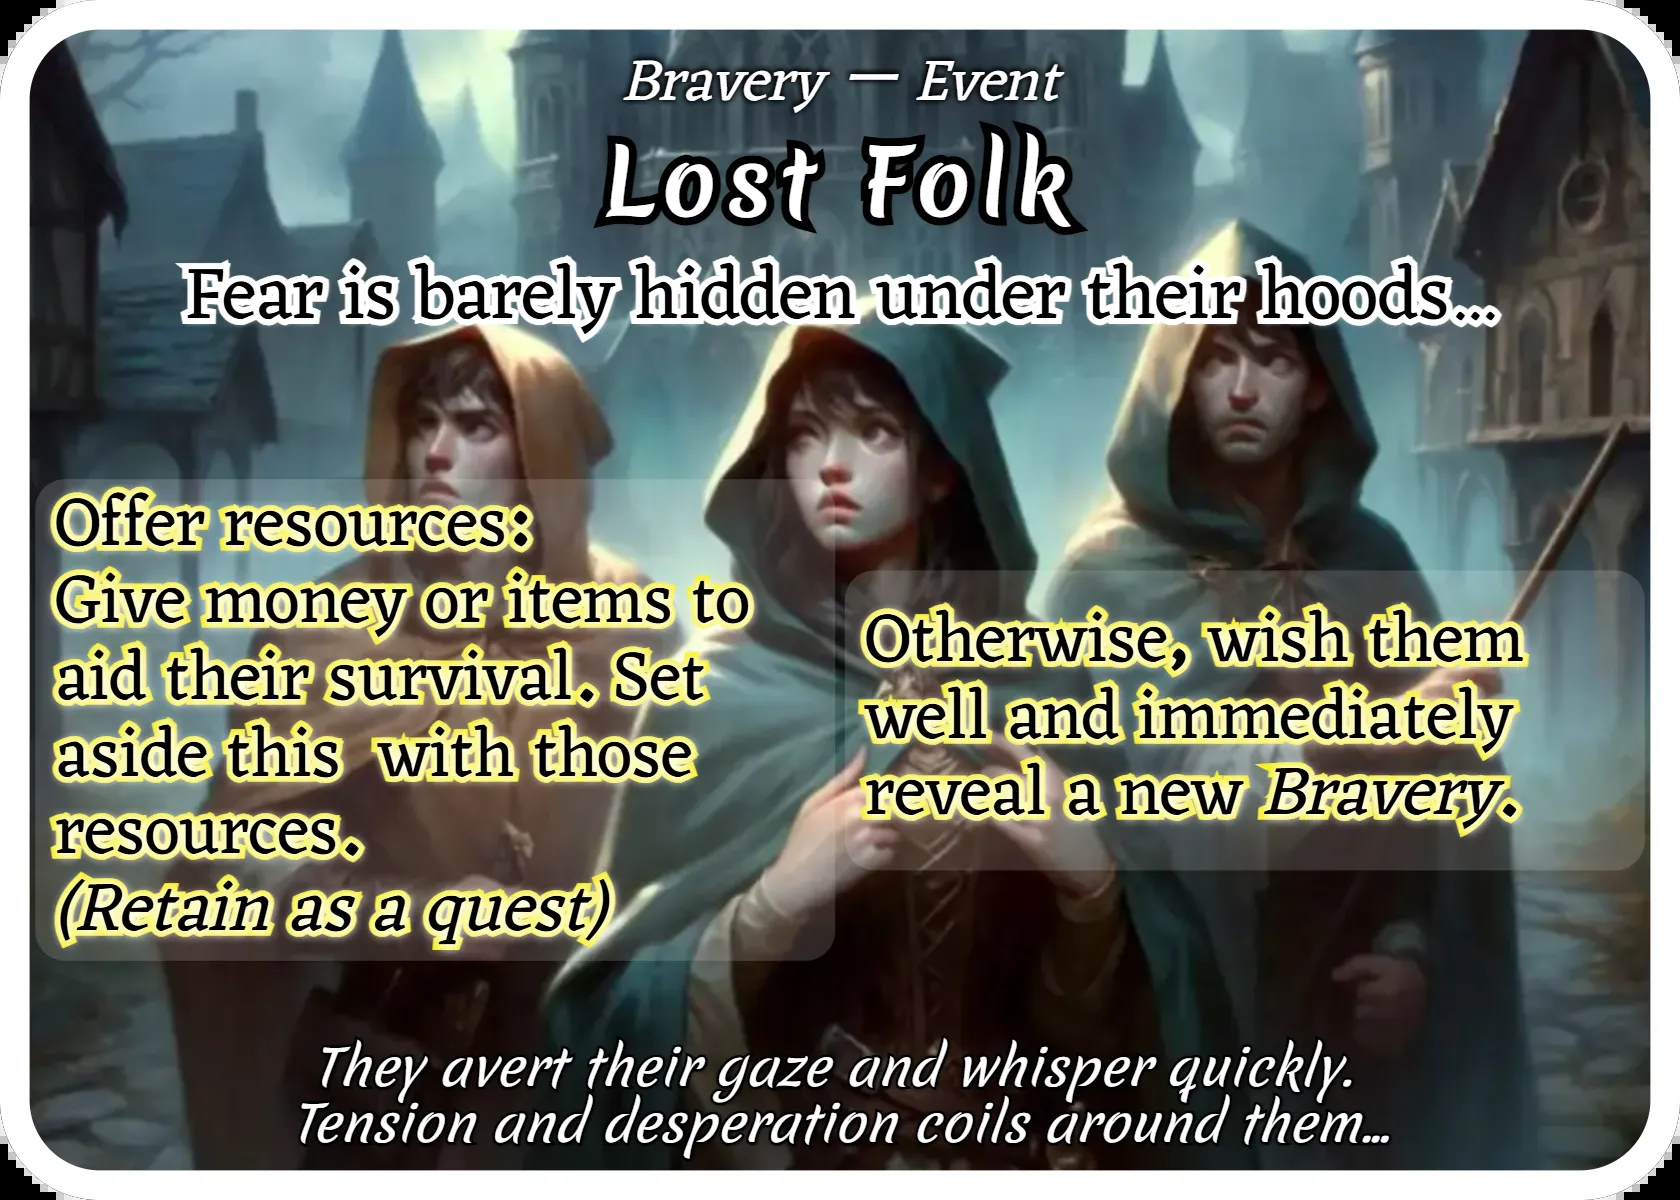 Bravery — Event
Lost Folk
Fear is barely hidden under their hoods...
Offer resources:
Give money or items to
aid their survival. Set
aside this  with those
resources.
(Retain as a quest)
Otherwise, wish them
well and immediately
reveal a new Bravery.
They avert their gaze and whisper quickly.
Tension and desperation coils around them...